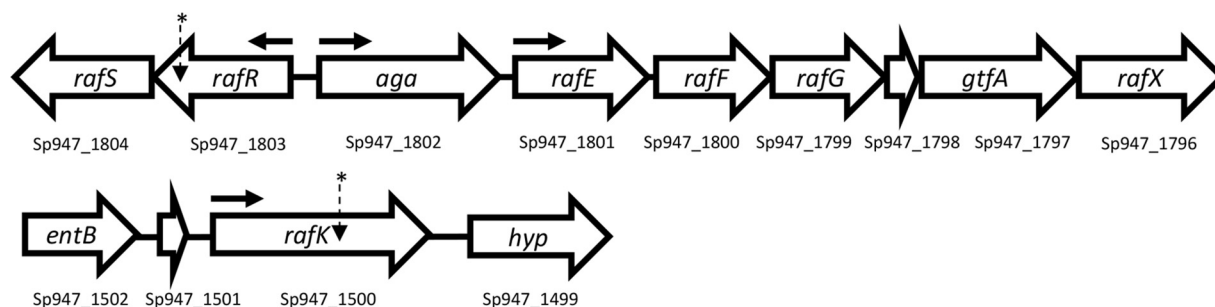 *
rafS rafR aga rafE rafF rafG gtfA rafX
Sp947_1804 Sp947_1803 Sp947_1802 Sp947_1801 Sp947_1800 Sp947_1799 Sp947_1798 Sp947_1797 Sp947_1796
*
entB rafK hyp
Sp947_1502 Sp947_1501 Sp947_1500 Sp947_1499